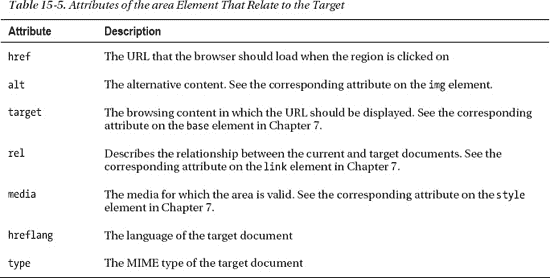 Table 15-5. Attributes of the area Element That Relate to the Target
Attribute Description
href The URL that the browser should load when the region is clicked on
alt The alternative content. See the corresponding attribute on the img element.
target The browsing content in which the URL should be displayed. See the corresponding
attribute on the base element in Chapter 7.
rel Describes the relationship between the current and target documents. See the
corresponding attribute on the link element in Chapter 7.
media The media for which the area is valid. See the corresponding attribute on the style
element in Chapter 7.
hreflang The language of the target document
type The MIME type of the target document